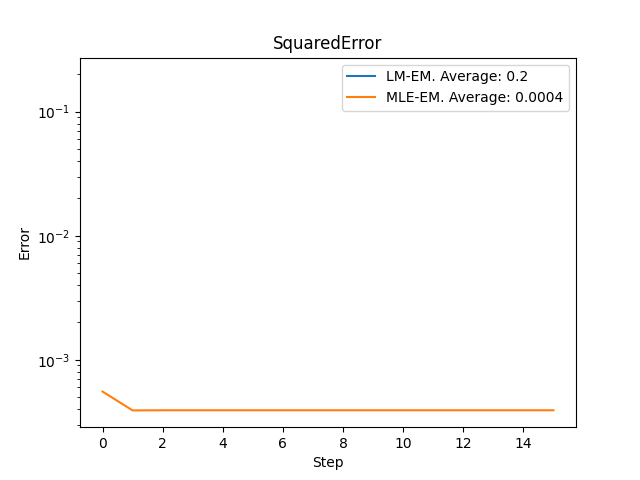 SquaredError
LM-EM. Average: 0.2
MLE-EM. Average: 0.0004
Error
10⁻¹
10⁻²
10⁻³
0 2 4 6 8 10 12 14
Step